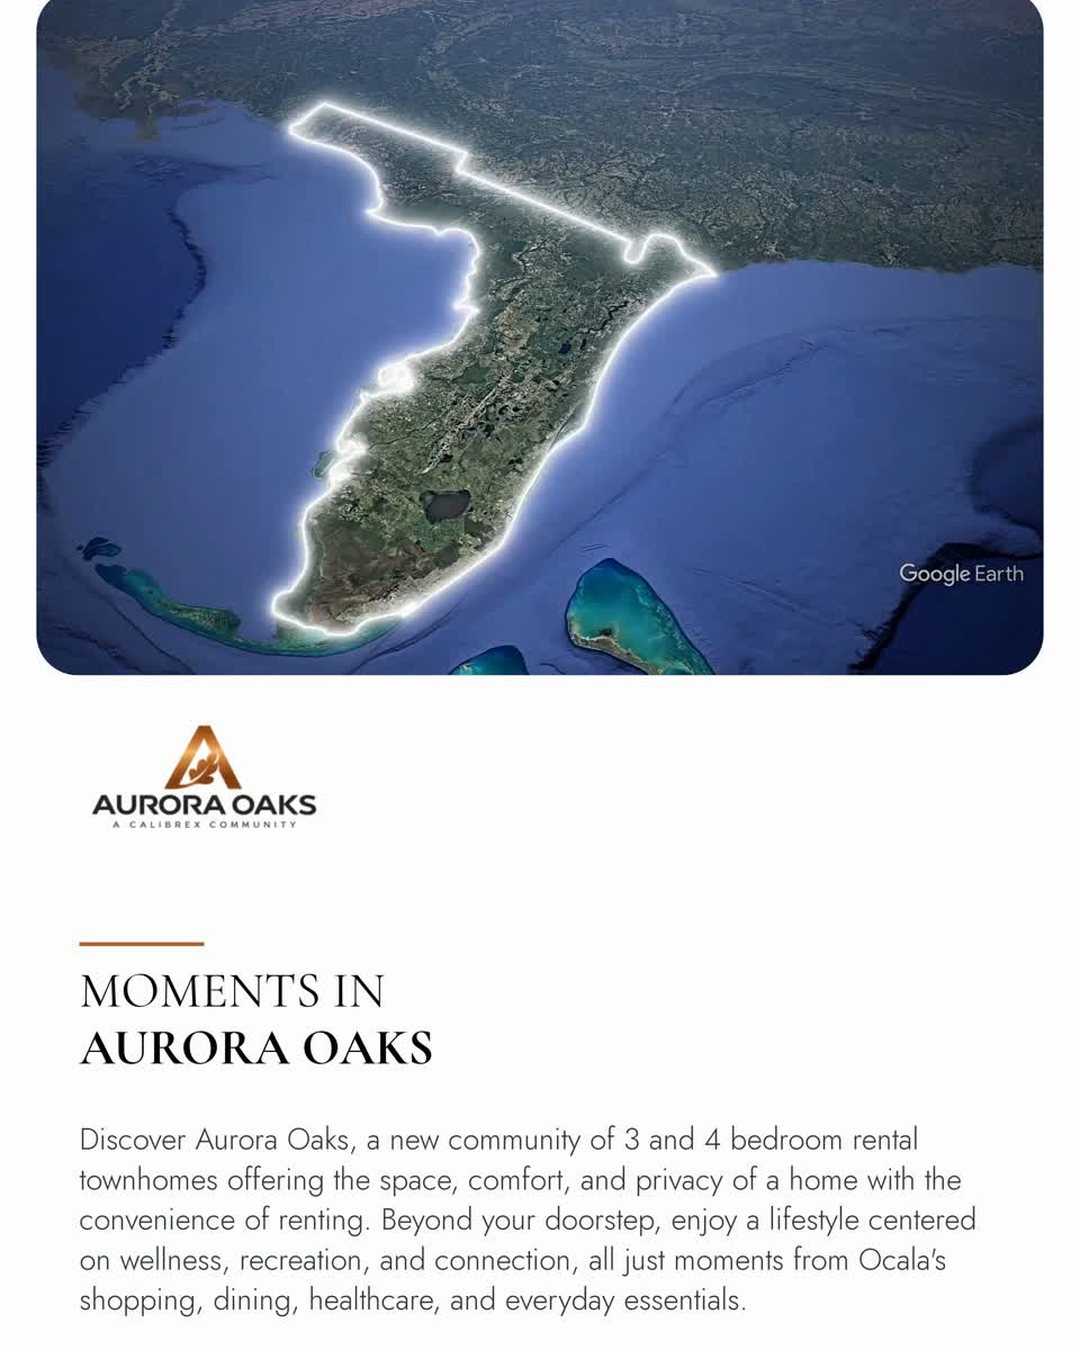 Google Earth
AURORA OAKS
A CALIBREX COMMUNITY
MOMENTS IN
AURORA OAKS
Discover Aurora Oaks, a new community of 3 and 4 bedroom rental
townhomes offering the space, comfort, and privacy of a home with the
convenience of renting. Beyond your doorstep, enjoy a lifestyle centered
on wellness, recreation, and connection, all just moments from Ocala's
shopping, dining, healthcare, and everyday essentials.